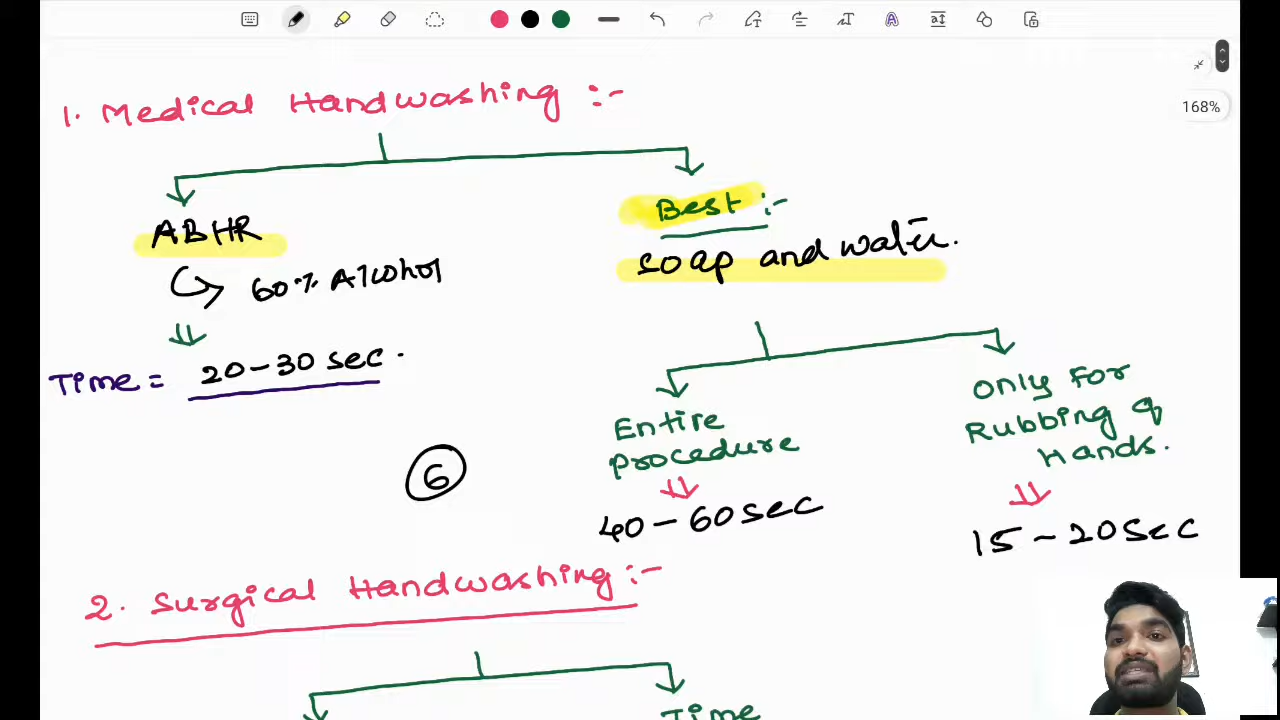 168%
1. Medical Handwashing :-
ABHR
60% Alcohol
Time = 20-30 sec.
Best :-
soap and water.
Entire
procedure
40-60 sec
only for
Rubbing of
Hands.
15-20 sec
6
2. Surgical Handwashing :-
Time